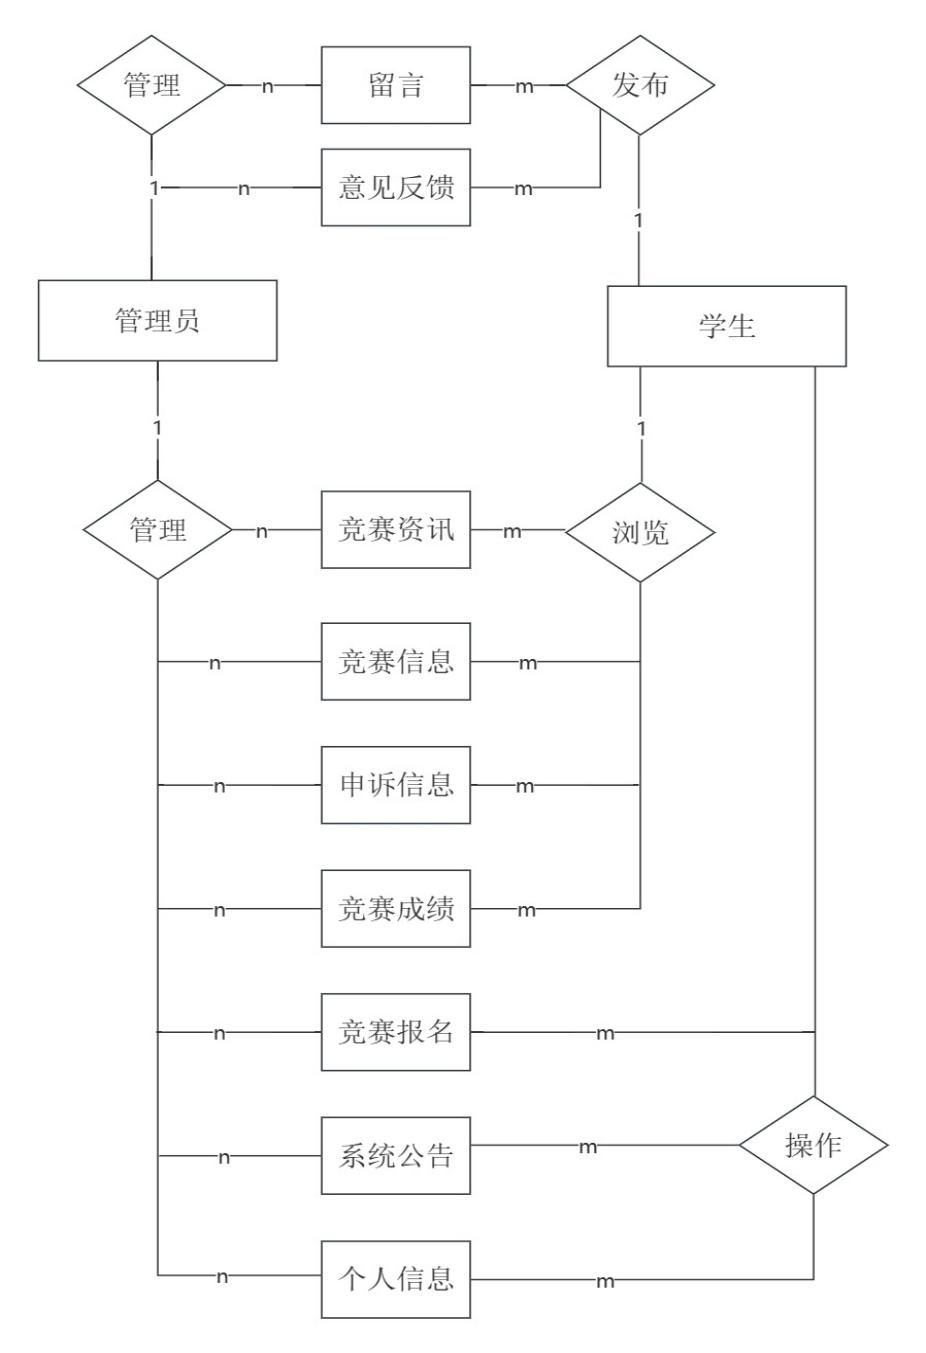 管理
n
留言
m
发布
1
n
意见反馈
m
1
管理员
学生
1
1
管理
n
竞赛资讯
m
浏览
n
竞赛信息
m
n
申诉信息
m
n
竞赛成绩
m
n
竞赛报名
m
n
系统公告
m
操作
n
个人信息
m